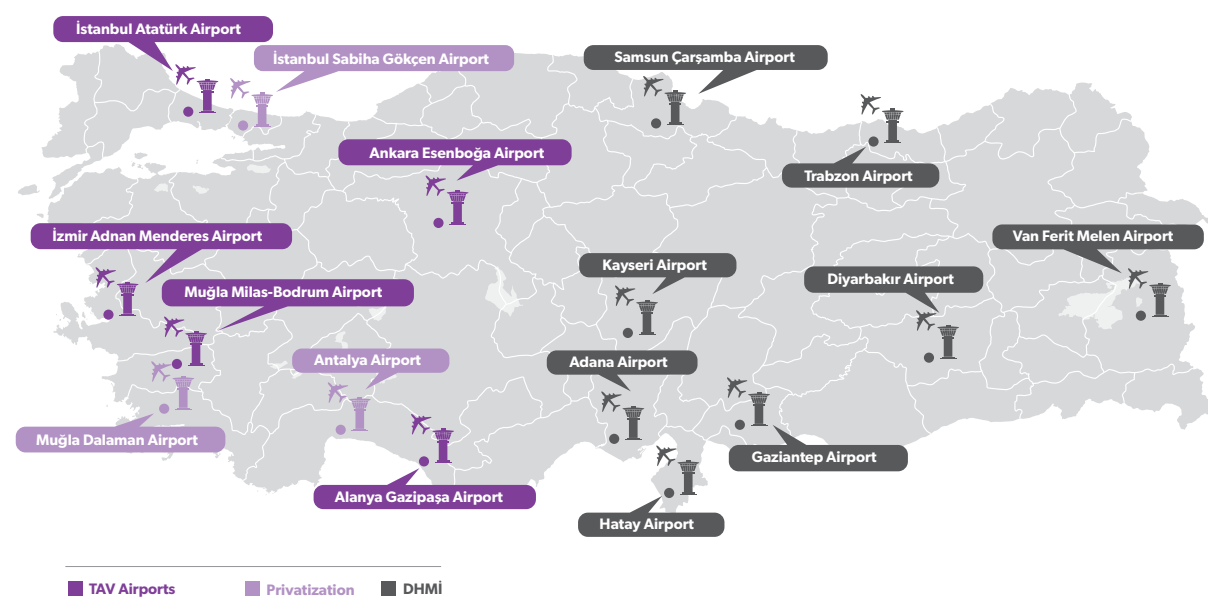 İstanbul Atatürk Airport
İstanbul Sabiha Gökçen Airport
Samsun Çarşamba Airport
Ankara Esenboğa Airport
Trabzon Airport
İzmir Adnan Menderes Airport
Van Ferit Melen Airport
Kayseri Airport
Diyarbakır Airport
Muğla Milas-Bodrum Airport
Antalya Airport
Adana Airport
Muğla Dalaman Airport
Gaziantep Airport
Alanya Gazipaşa Airport
Hatay Airport
TAV Airports
Privatization
DHMİ